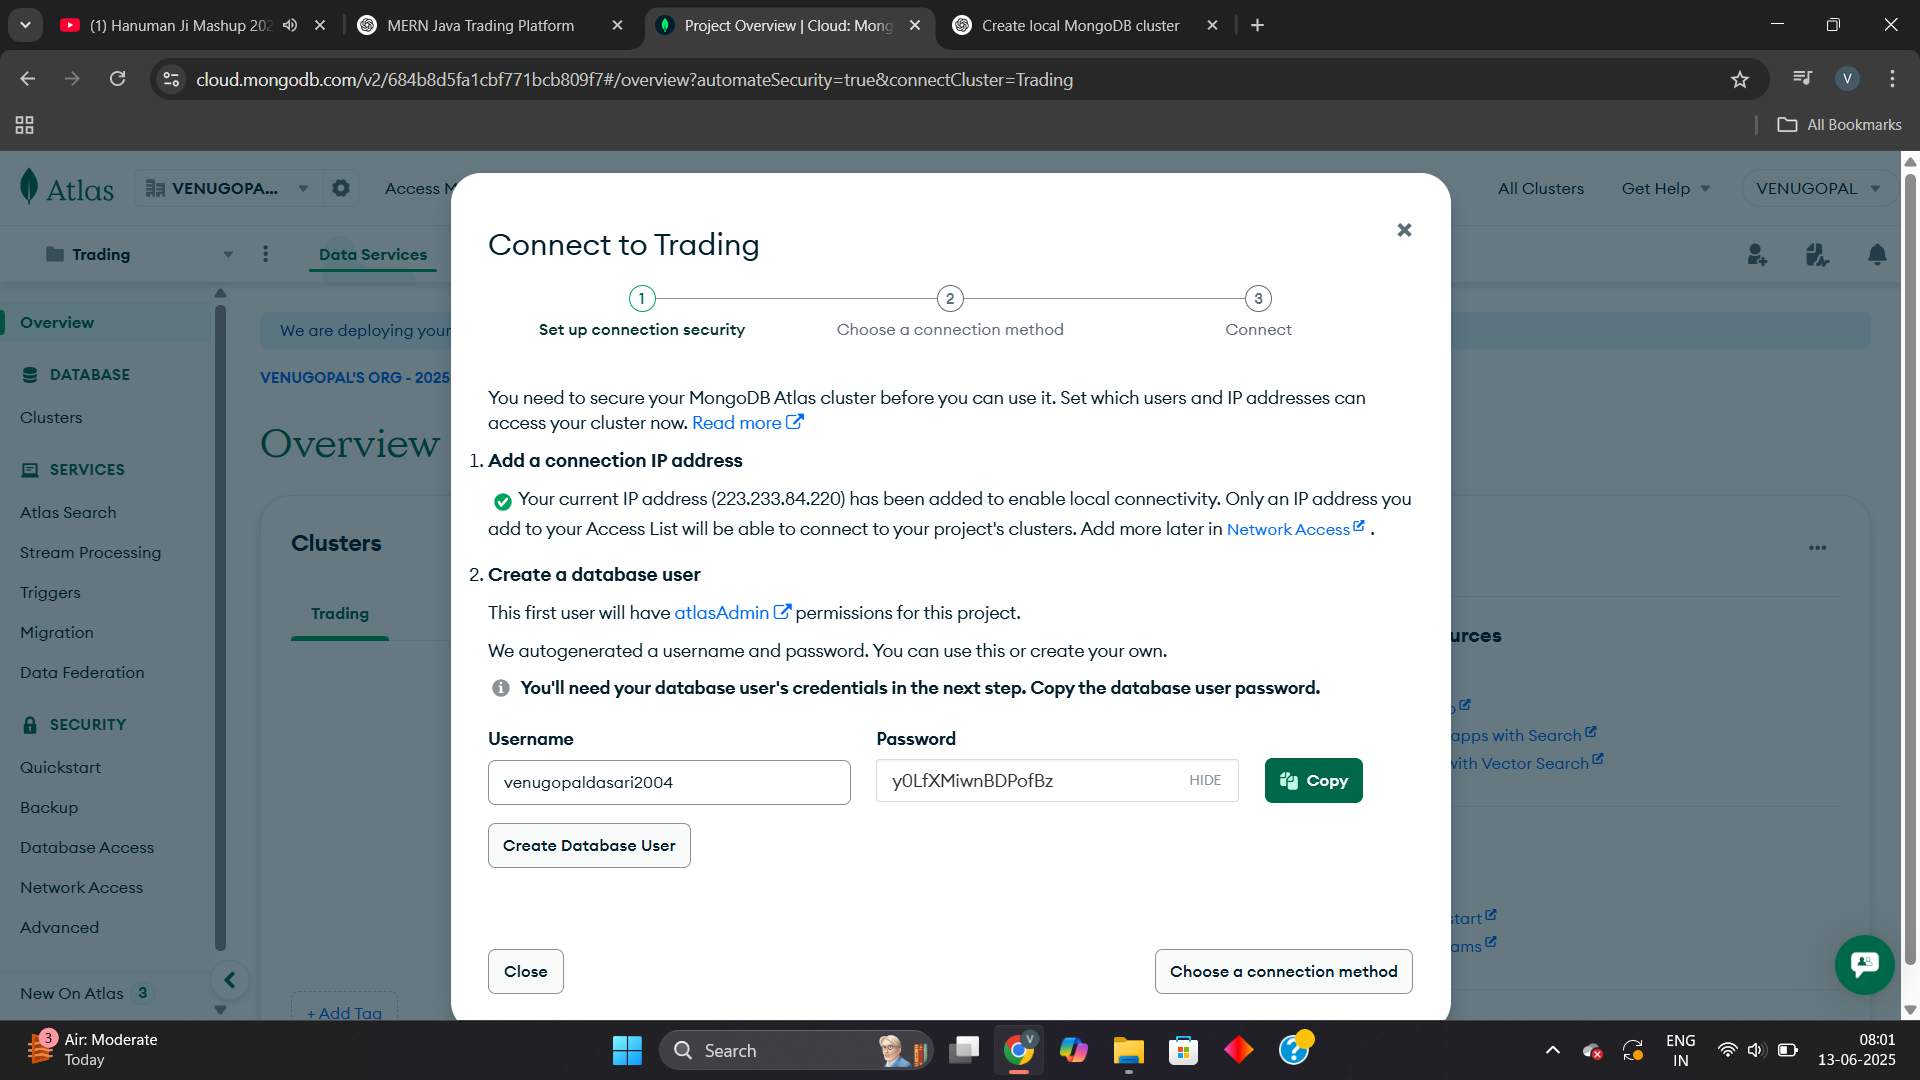 (1) Hanuman Ji Mashup 202
MERN Java Trading Platform
Project Overview | Cloud: Mong
Create local MongoDB cluster
cloud.mongodb.com/v2/684b8d5fa1cbf771bcb809f7#/overview?automateSecurity=true&connectCluster=Trading
V
All Bookmarks
Atlas
VENUGOPA...
Access M
All Clusters
Get Help
VENUGOPAL
Trading
Data Services
Overview
DATABASE
Clusters
SERVICES
Atlas Search
Stream Processing
Triggers
Migration
Data Federation
SECURITY
Quickstart
Backup
Database Access
Network Access
Advanced
New On Atlas 3
We are deploying your
VENUGOPAL'S ORG - 2025
Overview
Clusters
Trading
+ Add Tag
Connect to Trading
1
2
3
Set up connection security
Choose a connection method
Connect
You need to secure your MongoDB Atlas cluster before you can use it. Set which users and IP addresses can
access your cluster now. Read more
1. Add a connection IP address
Your current IP address (223.233.84.220) has been added to enable local connectivity. Only an IP address you
add to your Access List will be able to connect to your project's clusters. Add more later in Network Access .
2. Create a database user
This first user will have atlasAdmin permissions for this project.
We autogenerated a username and password. You can use this or create your own.
You'll need your database user's credentials in the next step. Copy the database user password.
Username
Password
venugopaldasari2004
y0LfXMiwnBDPofBz
HIDE
Copy
Create Database User
Close
Choose a connection method
urces
apps with Search
with Vector Search
start
ams
3
Air: Moderate
Today
Search
V
ENG
IN
08:01
13-06-2025